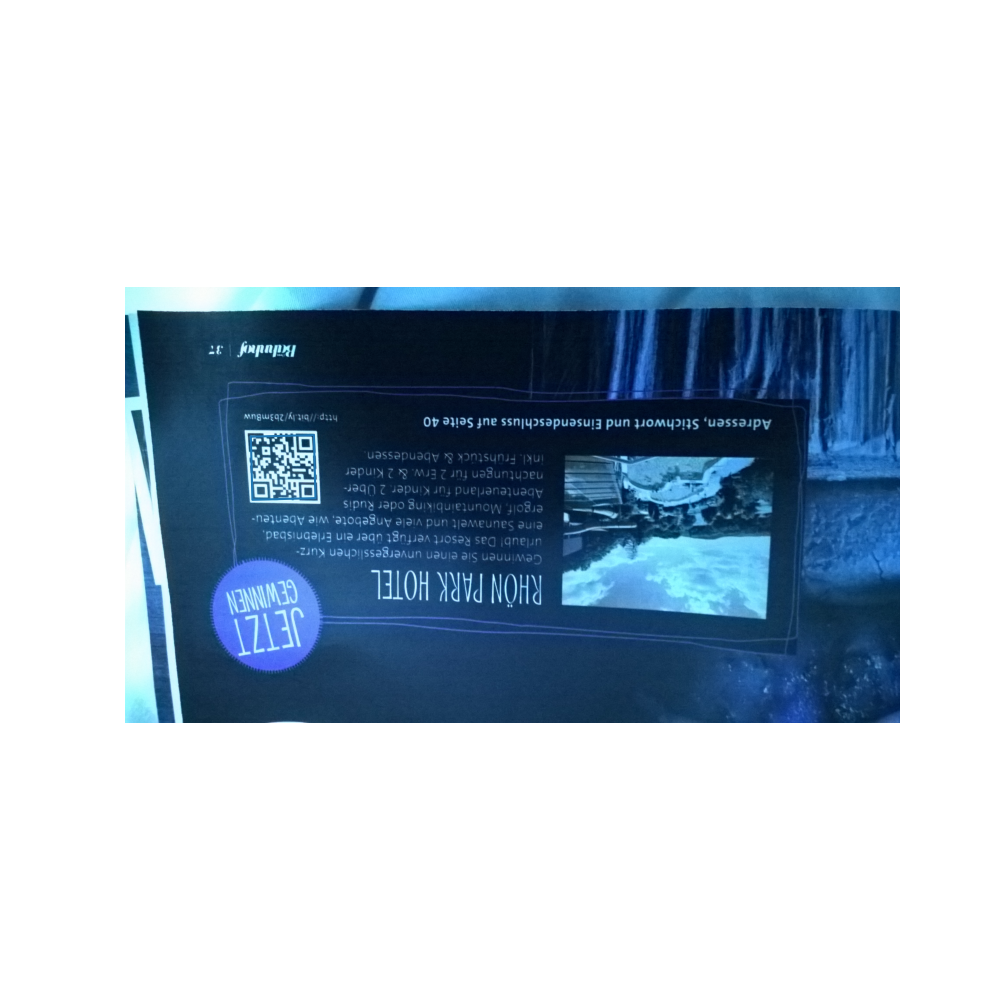 JETZT
GEWINNEN
RHÖN PARK HOTEL
Gewinnen Sie einen unvergesslichen Kurz-
urlaub! Das Resort verfügt über ein Erlebnisbad,
eine Saunawelt und viele Angebote, wie Abenteu-
ergolf, Mountainbiking oder Rudis
Abenteuerland für Kinder. 2 Über-
nachtungen für 2 Erw. & 2 Kinder
inkl. Frühstück & Abendessen.
Adressen, Stichwort und Einsendeschluss auf Seite 40
http://bit.ly/2b3m8uw
Bahnhof | 37